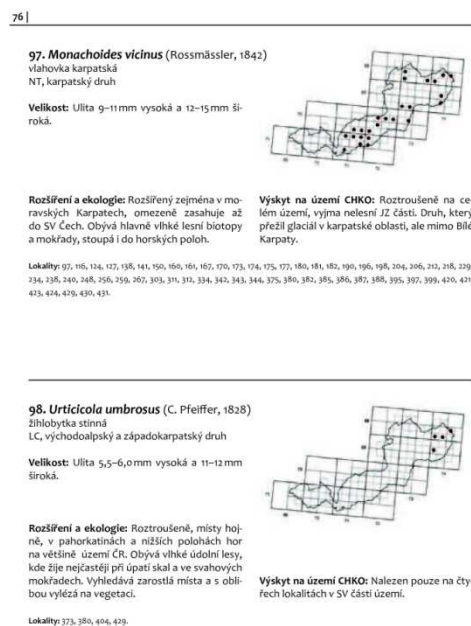 76 |
97. Monachoides vicinus (Rossmässler, 1842)
vlahovka karpatská
NT, karpatský druh
Velikost: Ulita 9–11 mm vysoká a 12–15 mm ši-
roká.
Rozšíření a ekologie: Rozšířený zejména v mo-
ravských Karpatech, omezeně zasahuje až
do SV Čech. Obývá hlavně vlhké lesní biotopy
a mokřady, stoupá i do horských poloh.
Výskyt na území CHKO: Roztroušeně na ce-
lém území, vyjma nelesní JZ části. Druh, který
přežil glaciál v karpatské oblasti, ale mimo Bílé
Karpaty.
Lokality: 97, 116, 124, 127, 138, 141, 150, 160, 161, 167, 170, 173, 174, 175, 177, 180, 181, 182, 190, 196, 198, 204, 206, 212, 218, 229
234, 238, 240, 248, 256, 259, 267, 303, 311, 312, 334, 342, 343, 344, 375, 380, 382, 385, 386, 387, 388, 395, 397, 399, 420, 421
423, 424, 429, 430, 431.
98. Urticicola umbrosus (C. Pfeiffer, 1828)
žihlobytka stinná
LC, východoalpský a západokarpatský druh
Velikost: Ulita 5,5–6,0 mm vysoká a 11–12 mm
široká.
Rozšíření a ekologie: Roztroušeně, místy hoj-
ně, v pahorkatinách a nižších polohách hor
na většině území ČR. Obývá vlhké údolní lesy,
kde žije nejčastěji při úpatí skal a ve svahových
mokřadech. Vyhledává zarostlá místa a s obli-
bou vylézá na vegetaci.
Výskyt na území CHKO: Nalezen pouze na čty-
řech lokalitách v SV části území.
Lokality: 373, 380, 404, 429.